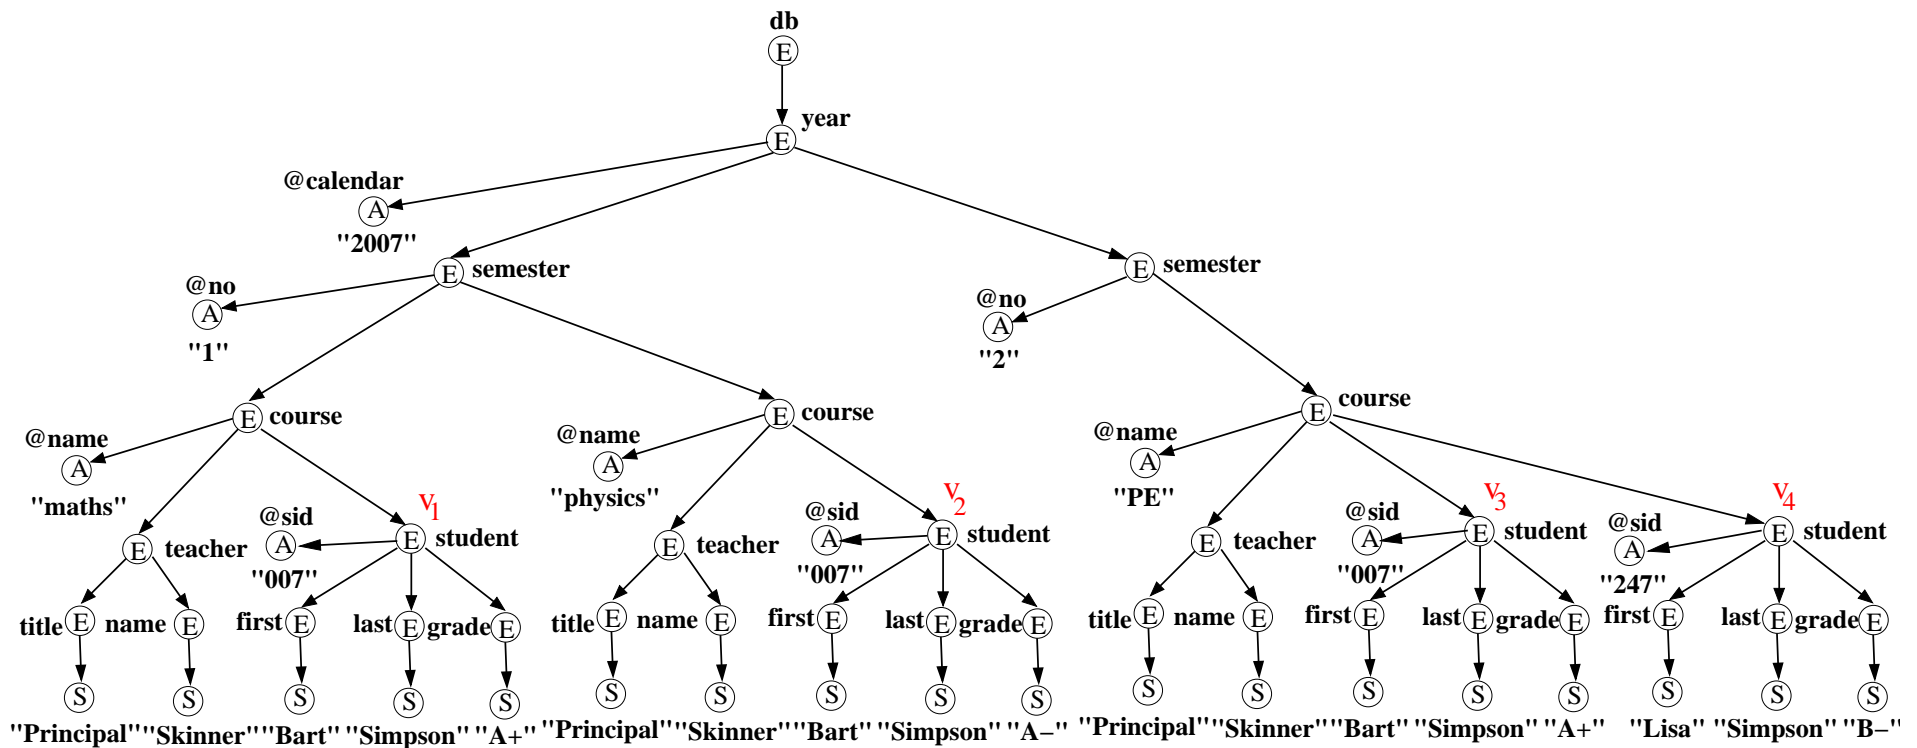 db
E
year
E
@calendar
A
"2007"
E semester
E semester
@no
A
"1"
@no
A
"2"
E course
E course
E course
@name
A
"maths"
@name
A
"physics"
@name
A
"PE"
v1
v2
v3
v4
E teacher
@sid
A
"007"
E student
E teacher
@sid
A
"007"
E student
E teacher
@sid
A
"007"
E student
@sid
A
"247"
E student
title E name E first E last E grade E title E name E first E last E grade E title E name E first E last E grade E first E last E grade E
S S S S S S S S S S S S S S S S S S
"Principal" "Skinner" "Bart" "Simpson" "A+" "Principal" "Skinner" "Bart" "Simpson" "A−" "Principal" "Skinner" "Bart" "Simpson" "A+" "Lisa" "Simpson" "B−"